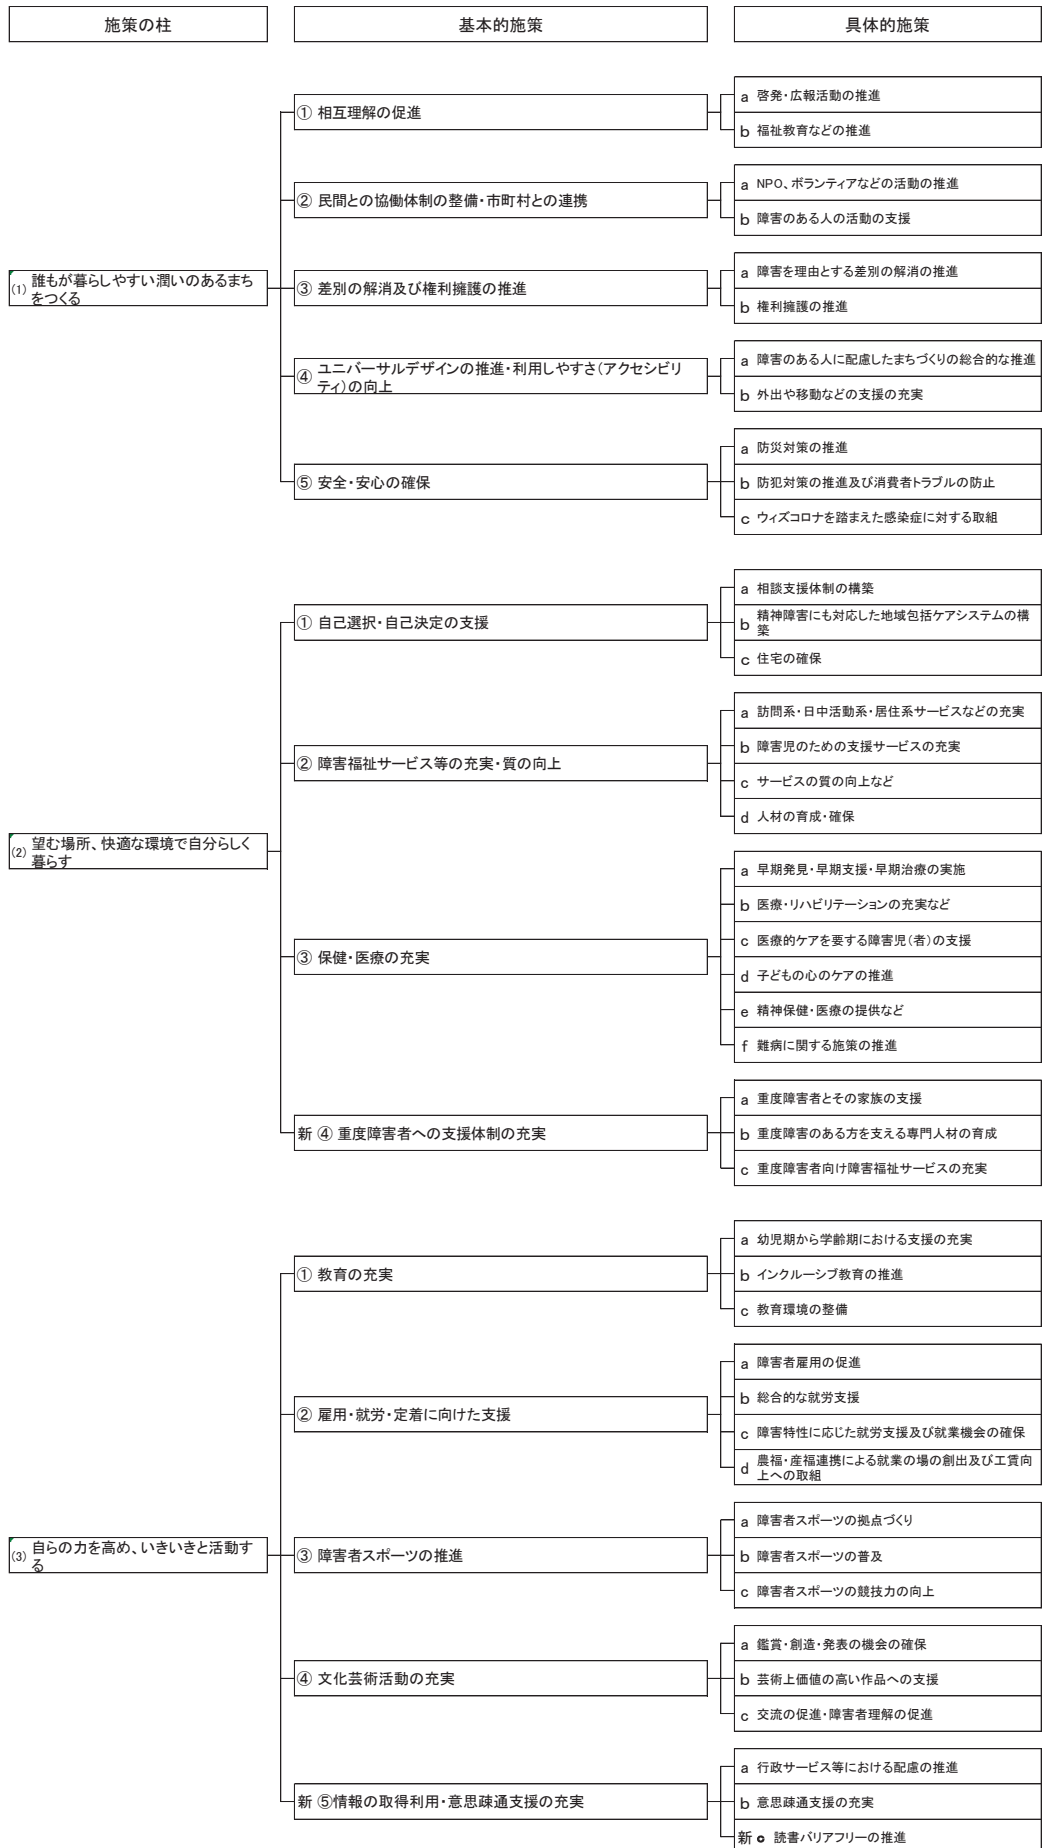 施策の柱
基本的施策
具体的施策
(1) 誰もが暮らしやすい潤いのあるまち
をつくる
① 相互理解の促進
a 啓発・広報活動の推進
b 福祉教育などの推進
② 民間との協働体制の整備・市町村との連携
a NPO、ボランティアなどの活動の推進
b 障害のある人の活動の支援
③ 差別の解消及び権利擁護の推進
a 障害を理由とする差別の解消の推進
b 権利擁護の推進
④ ユニバーサルデザインの推進・利用しやすさ(アクセシビリ
ティ)の向上
a 障害のある人に配慮したまちづくりの総合的な推進
b 外出や移動などの支援の充実
⑤ 安全・安心の確保
a 防災対策の推進
b 防犯対策の推進及び消費者トラブルの防止
c ウィズコロナを踏まえた感染症に対する取組
(2) 望む場所、快適な環境で自分らしく
暮らす
① 自己選択・自己決定の支援
a 相談支援体制の構築
b 精神障害にも対応した地域包括ケアシステムの構
築
c 住宅の確保
② 障害福祉サービス等の充実・質の向上
a 訪問系・日中活動系・居住系サービスなどの充実
b 障害児のための支援サービスの充実
c サービスの質の向上など
d 人材の育成・確保
③ 保健・医療の充実
a 早期発見・早期支援・早期治療の実施
b 医療・リハビリテーションの充実など
c 医療的ケアを要する障害児(者)の支援
d 子どもの心のケアの推進
e 精神保健・医療の提供など
f 難病に関する施策の推進
新 ④ 重度障害者への支援体制の充実
a 重度障害者とその家族の支援
b 重度障害のある方を支える専門人材の育成
c 重度障害者向け障害福祉サービスの充実
(3) 自らの力を高め、いきいきと活動す
る
① 教育の充実
a 幼児期から学齢期における支援の充実
b インクルーシブ教育の推進
c 教育環境の整備
② 雇用・就労・定着に向けた支援
a 障害者雇用の促進
b 総合的な就労支援
c 障害特性に応じた就労支援及び就業機会の確保
d 農福・産福連携による就業の場の創出及び工賃向
上への取組
③ 障害者スポーツの推進
a 障害者スポーツの拠点づくり
b 障害者スポーツの普及
c 障害者スポーツの競技力の向上
④ 文化芸術活動の充実
a 鑑賞・創造・発表の機会の確保
b 芸術上価値の高い作品への支援
c 交流の促進・障害者理解の促進
新 ⑤情報の取得利用・意思疎通支援の充実
a 行政サービス等における配慮の推進
b 意思疎通支援の充実
新 c 読書バリアフリーの推進